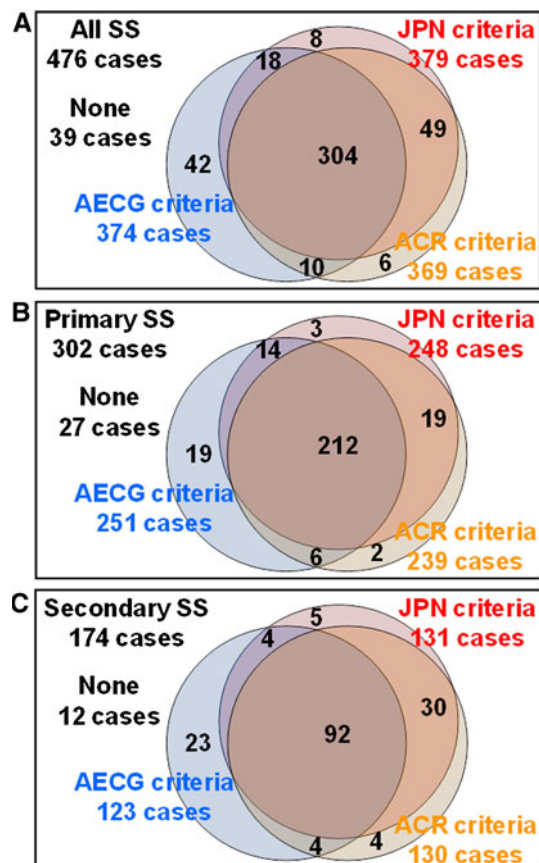 A
All SS
476 cases
8
JPN criteria
379 cases
18
None
39 cases
49
42
304
AECG criteria
374 cases
10
6
ACR criteria
369 cases
B
Primary SS
302 cases
3
JPN criteria
248 cases
14
None
27 cases
19
19
212
AECG criteria
251 cases
6
2
ACR criteria
239 cases
C
Secondary SS
174 cases
5
JPN criteria
131 cases
4
None
12 cases
30
23
92
AECG criteria
123 cases
4
4
ACR criteria
130 cases